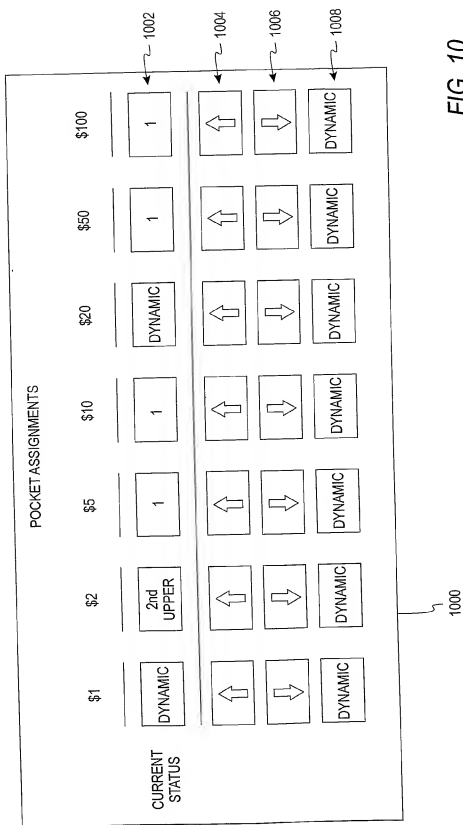 POCKET ASSIGNMENTS
$1 $2 $5 $10 $20 $50 $100
CURRENT STATUS
DYNAMIC 2nd UPPER 1 1 DYNAMIC 1 1 1002
1004
1006
DYNAMIC DYNAMIC DYNAMIC DYNAMIC DYNAMIC DYNAMIC DYNAMIC 1008
1000
FIG. 10